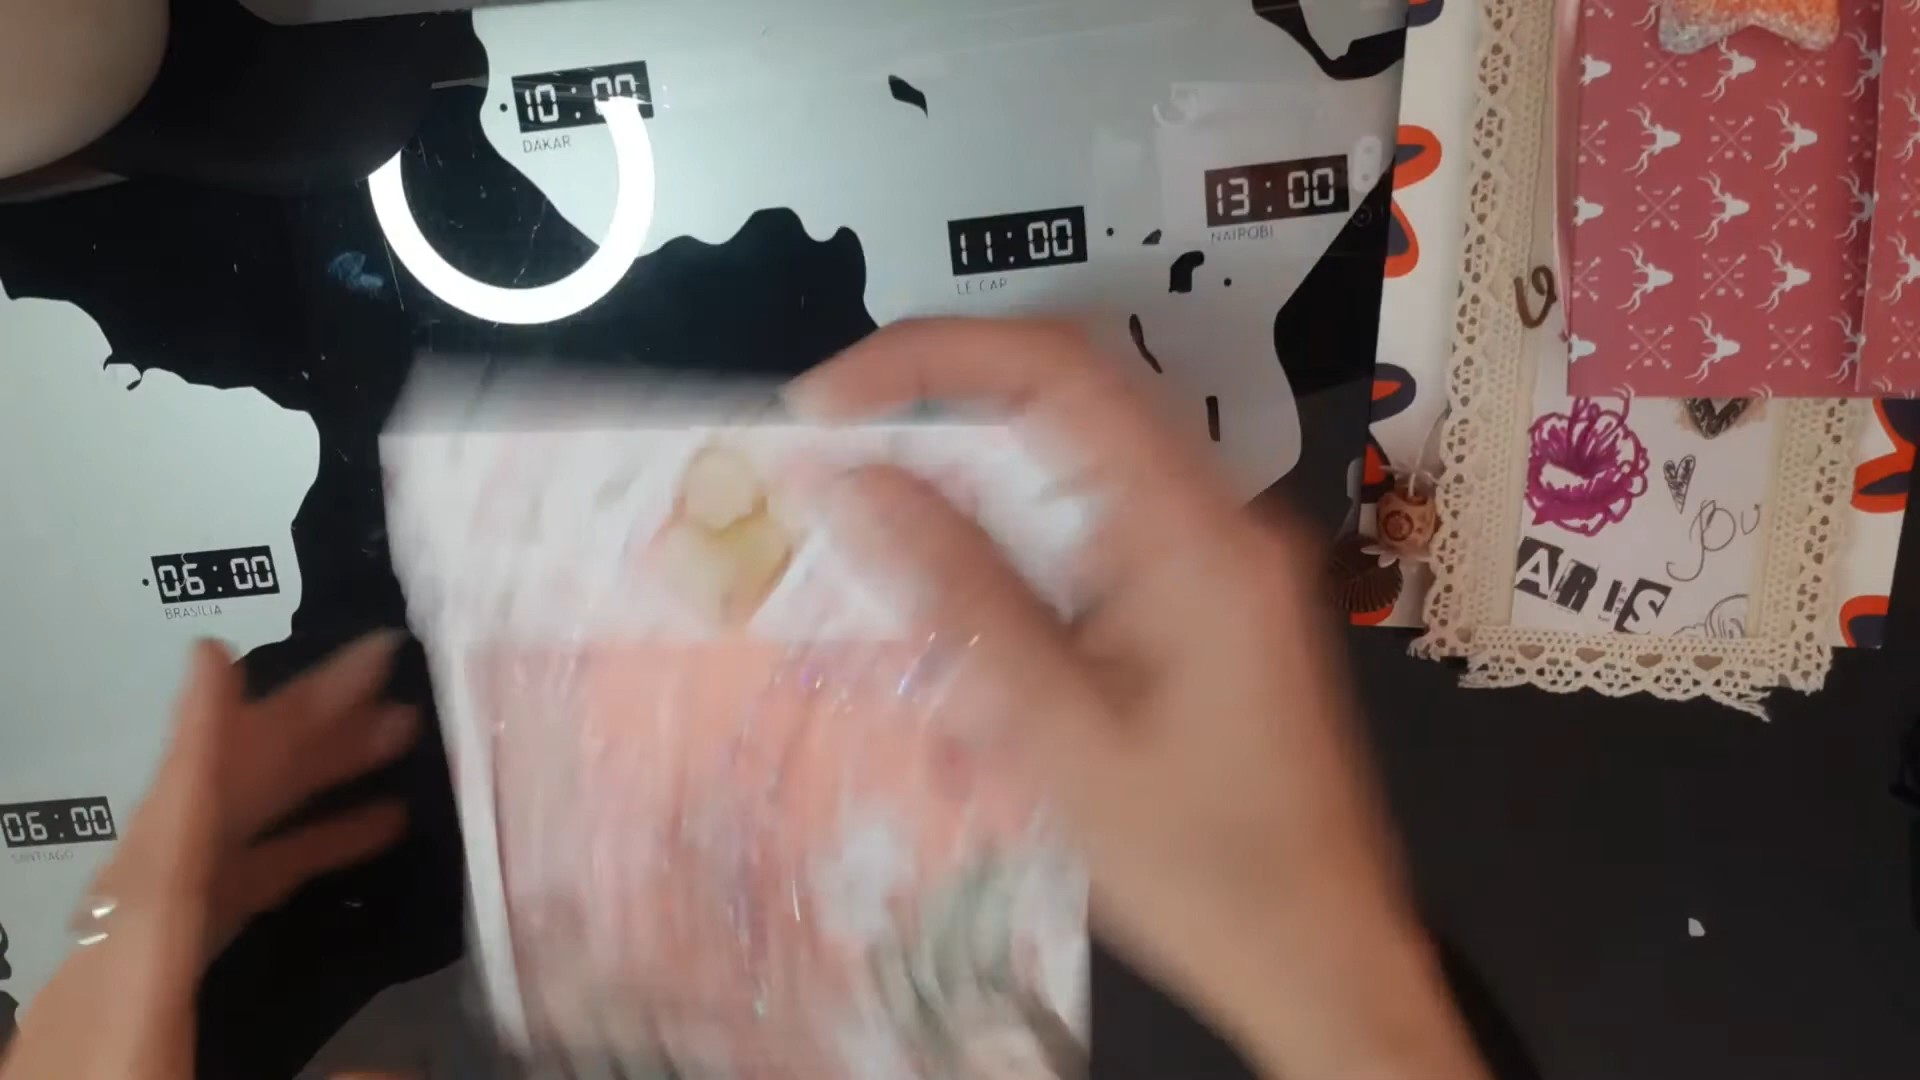 10:00
DAKAR
13:00
NAIROBI
11:00
LE CAP
06:00
BRASILIA
06:00
SANTIAGO
ARIS